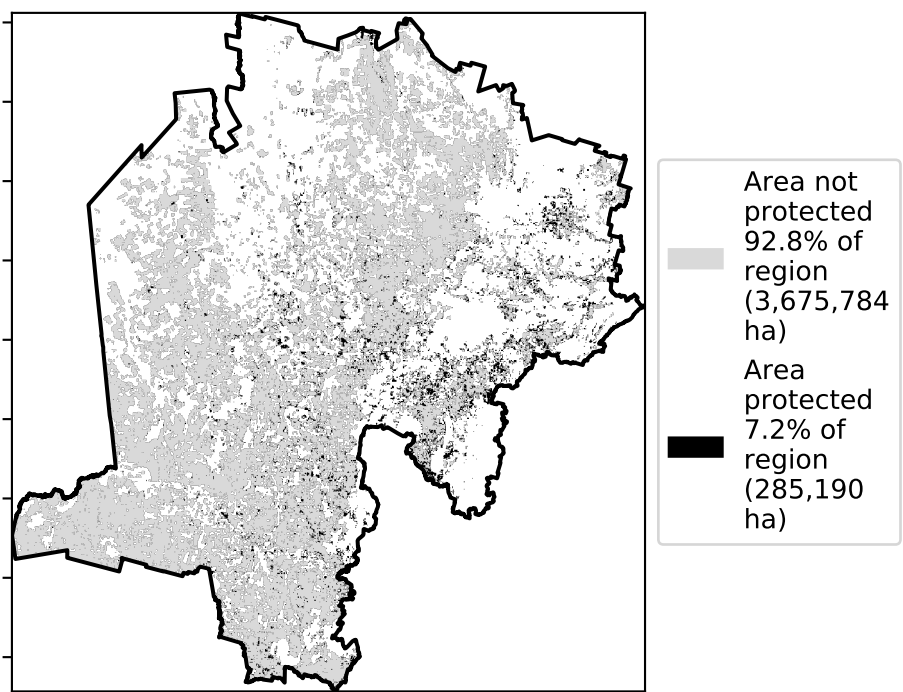 Area not
protected
92.8% of
region
(3,675,784
ha)
Area
protected
7.2% of
region
(285,190
ha)